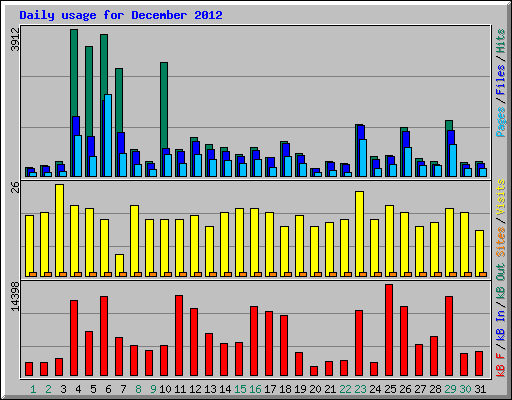 Daily usage for December 2012
3912
Pages / Files / Hits
26
Sites / Visits
14398
kB F / kB In / kB Out
1 2 3 4 5 6 7 8 9 10 11 12 13 14 15 16 17 18 19 20 21 22 23 24 25 26 27 28 29 30 31